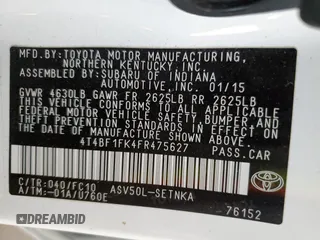 MFD. BY: TOYOTA MOTOR MANUFACTURING,
NORTHERN KENTUCKY, INC.
ASSEMBLED BY: SUBARU OF INDIANA
AUTOMOTIVE, INC. 01/15
GVWR 4630LB GAWR FR 2625LB RR 2625LB
THIS VEHICLE CONFORMS TO ALL APPLICABLE
FEDERAL MOTOR VEHICLE SAFETY, BUMPER,
AND THEFT PREVENTION STANDARDS IN EFFECT
ON THE DATE OF MANUFACTURE SHOWN ABOVE.
4T4BF1FK4FR475627
PASS. CAR
C/TR: 040/FC10 ASV50L-SETNKA
A/TM: -01A/U760E
TOYOTA
76152
© COPART